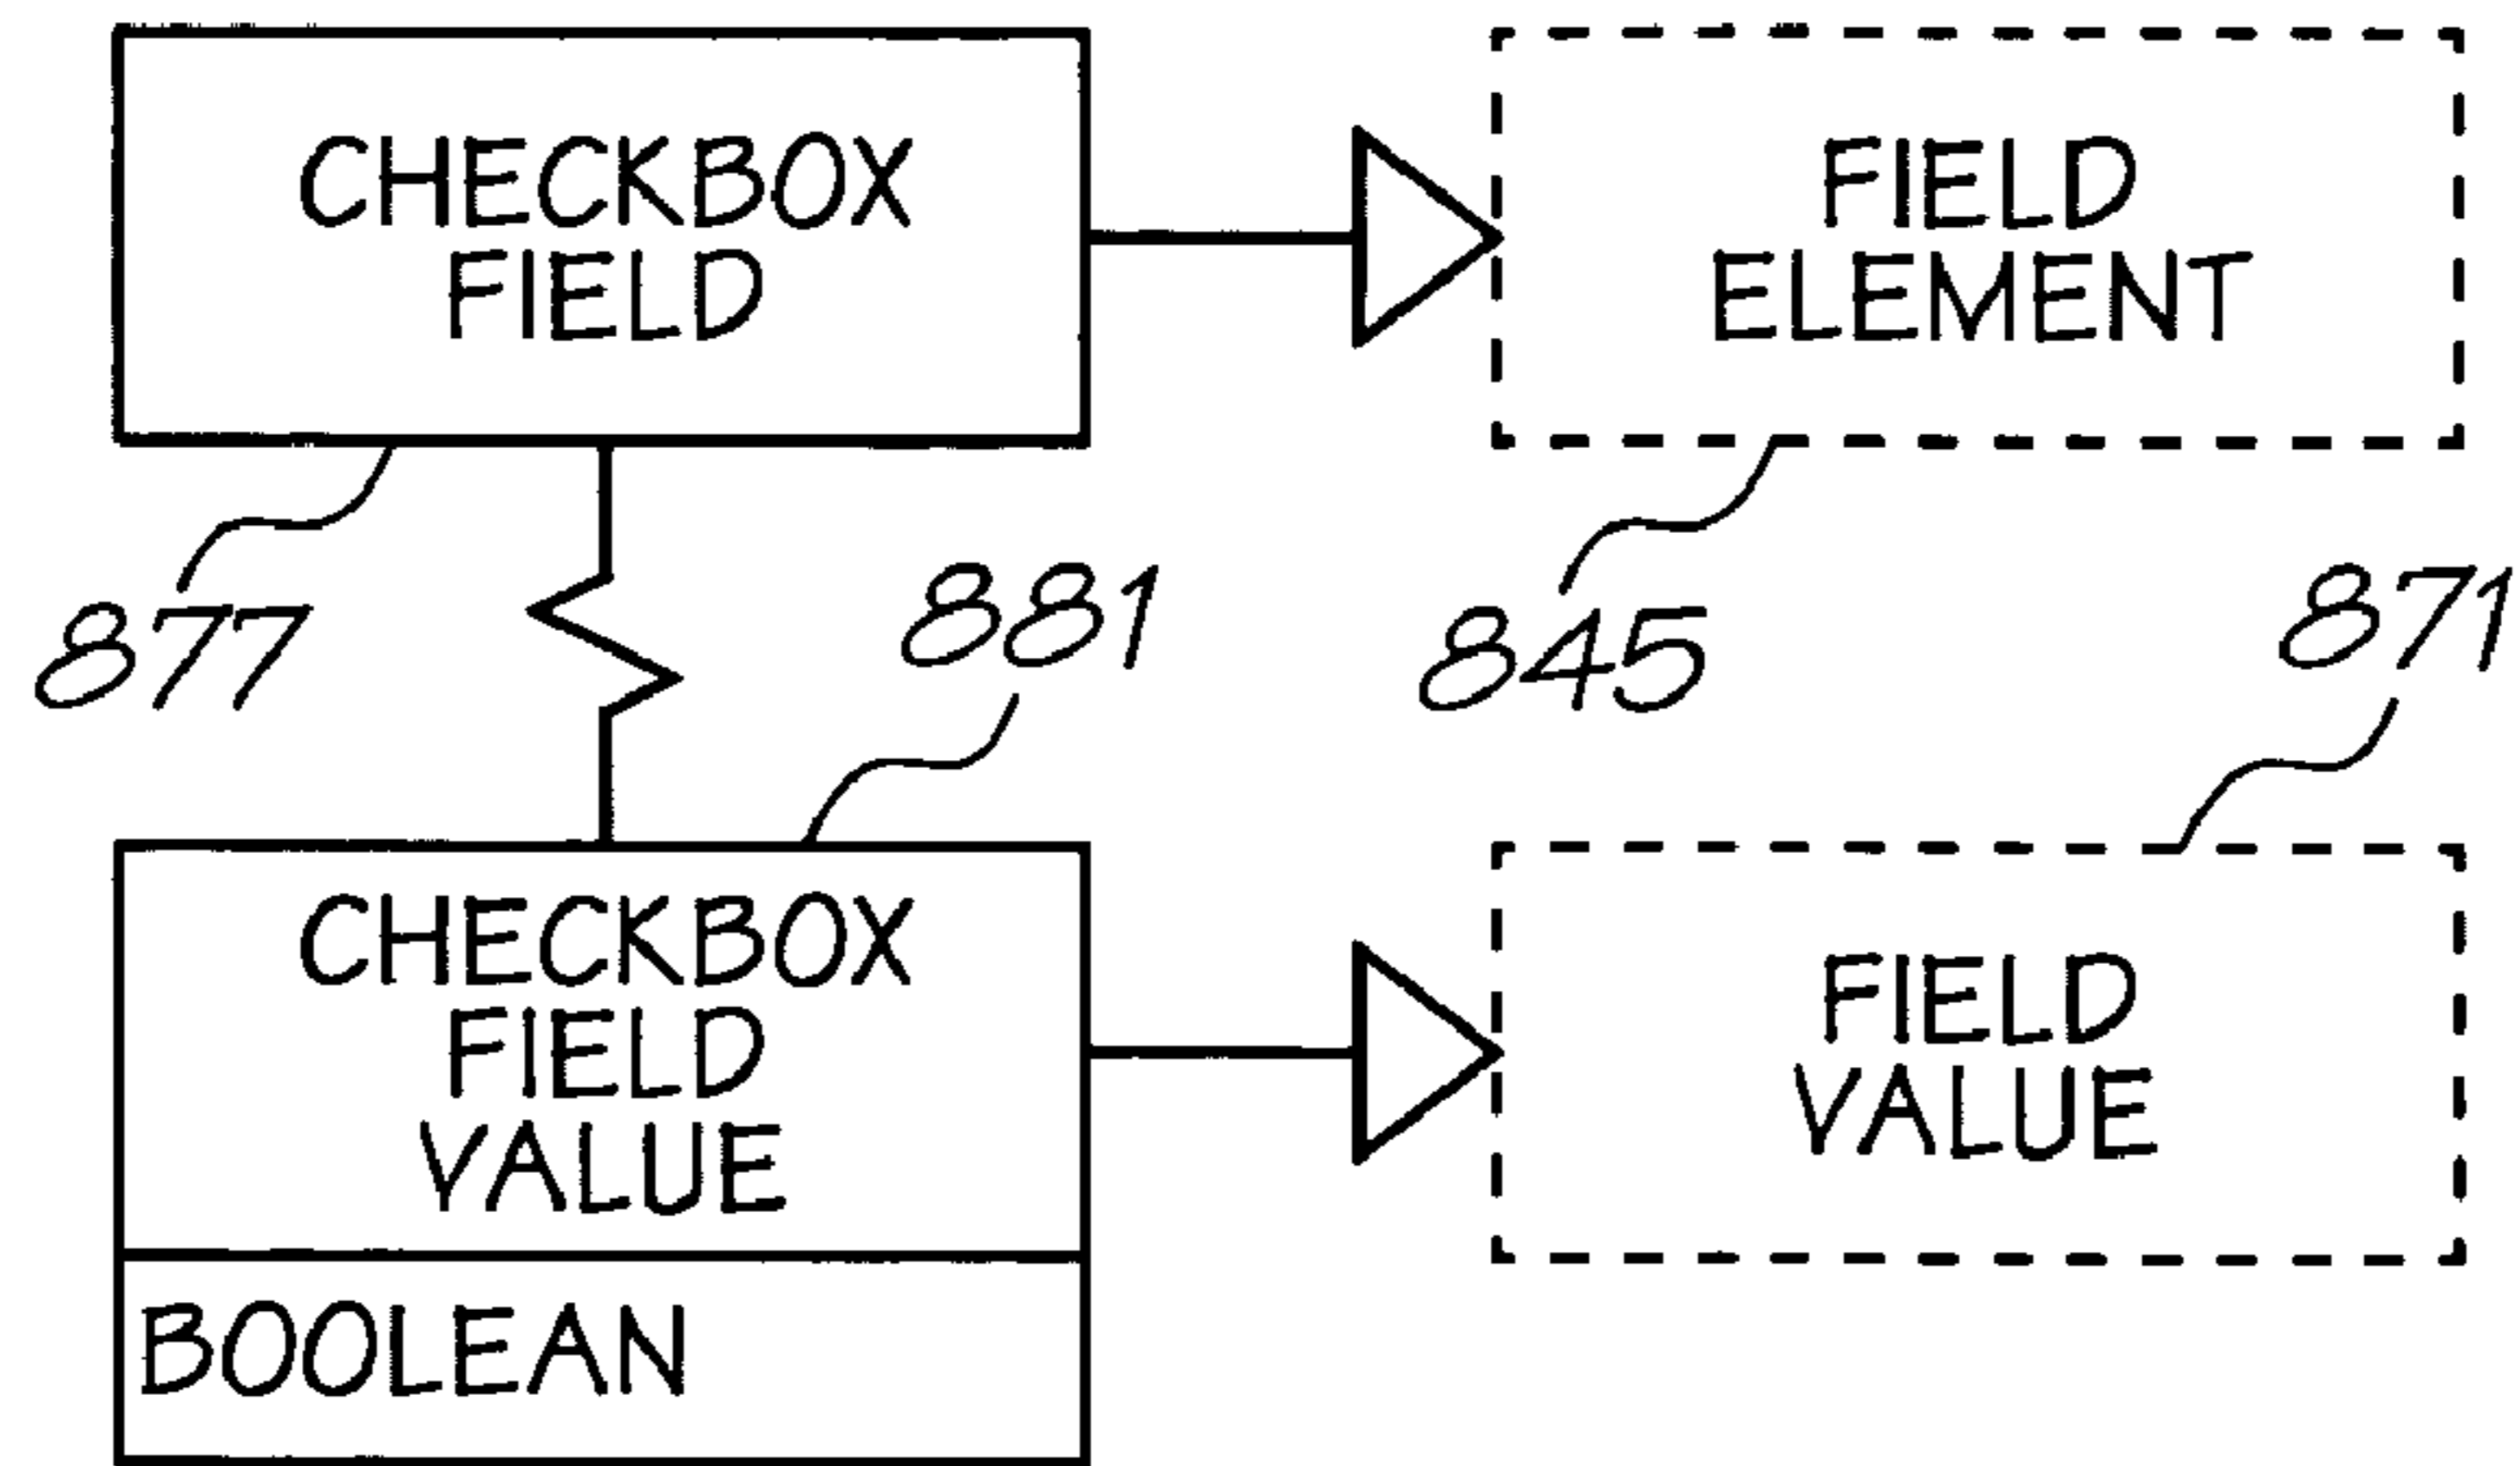 CHECKBOX
FIELD
FIELD
ELEMENT
877
881
845
871
CHECKBOX
FIELD
VALUE
FIELD
VALUE
BOOLEAN